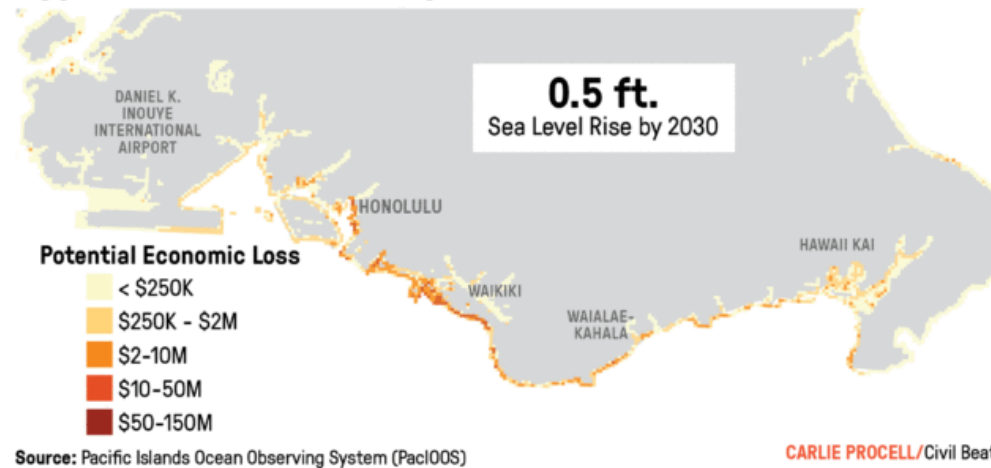 0.5 ft.
Sea Level Rise by 2030
DANIEL K.
INOUYE
INTERNATIONAL
AIRPORT
HONOLULU
HAWAII KAI
WAIKIKI
WAIALAE-
KAHALA
Potential Economic Loss
< $250K
$250K - $2M
$2-10M
$10-50M
$50-150M
Source: Pacific Islands Ocean Observing System (PacIOOS)
CARLIE PROCELL/Civil Beat